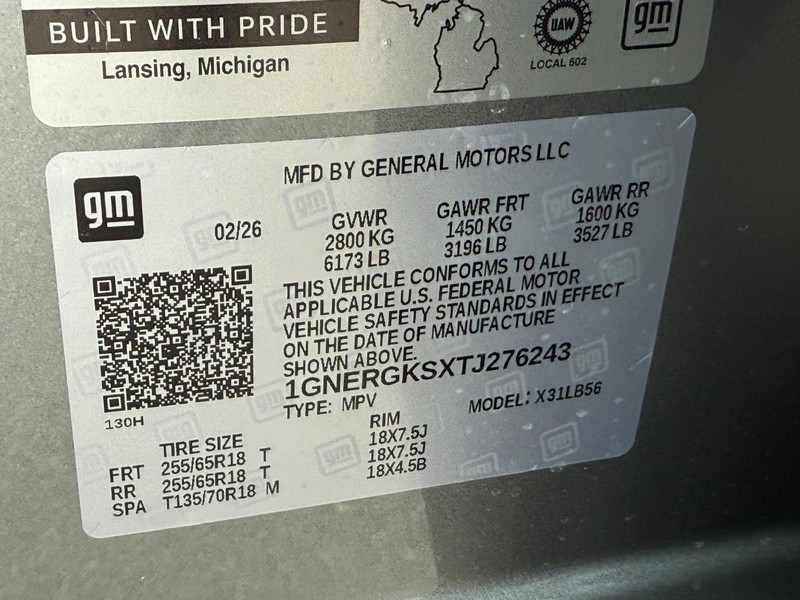 BUILT WITH PRIDE
Lansing, Michigan
UAW
LOCAL 602
gm
MFD BY GENERAL MOTORS LLC
gm
02/26
GVWR
2800 KG
6173 LB
GAWR FRT
1450 KG
3196 LB
GAWR RR
1600 KG
3527 LB
THIS VEHICLE CONFORMS TO ALL
APPLICABLE U.S. FEDERAL MOTOR
VEHICLE SAFETY STANDARDS IN EFFECT
ON THE DATE OF MANUFACTURE
SHOWN ABOVE.
1GNERGKSXTJ276243
TYPE: MPV
MODEL: X31LB56
130H
TIRE SIZE RIM
FRT 255/65R18 T 18X7.5J
RR 255/65R18 T 18X7.5J
SPA T135/70R18 M 18X4.5B